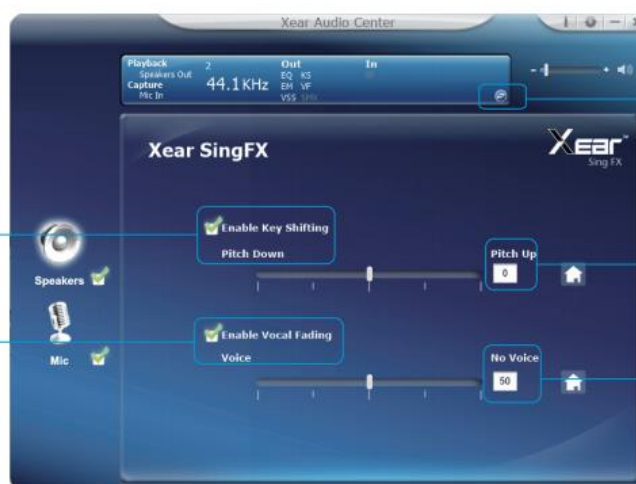 Xear Audio Center
Playback 2 Out In
Speakers Out EQ KS
Capture 44.1KHz EM VF
Mic In VSS
Xear SingFX
Xear™
Sing FX
Enable Key Shifting
Pitch Down Pitch Up
0
Speakers
Enable Vocal Fading
Mic
Voice No Voice
50